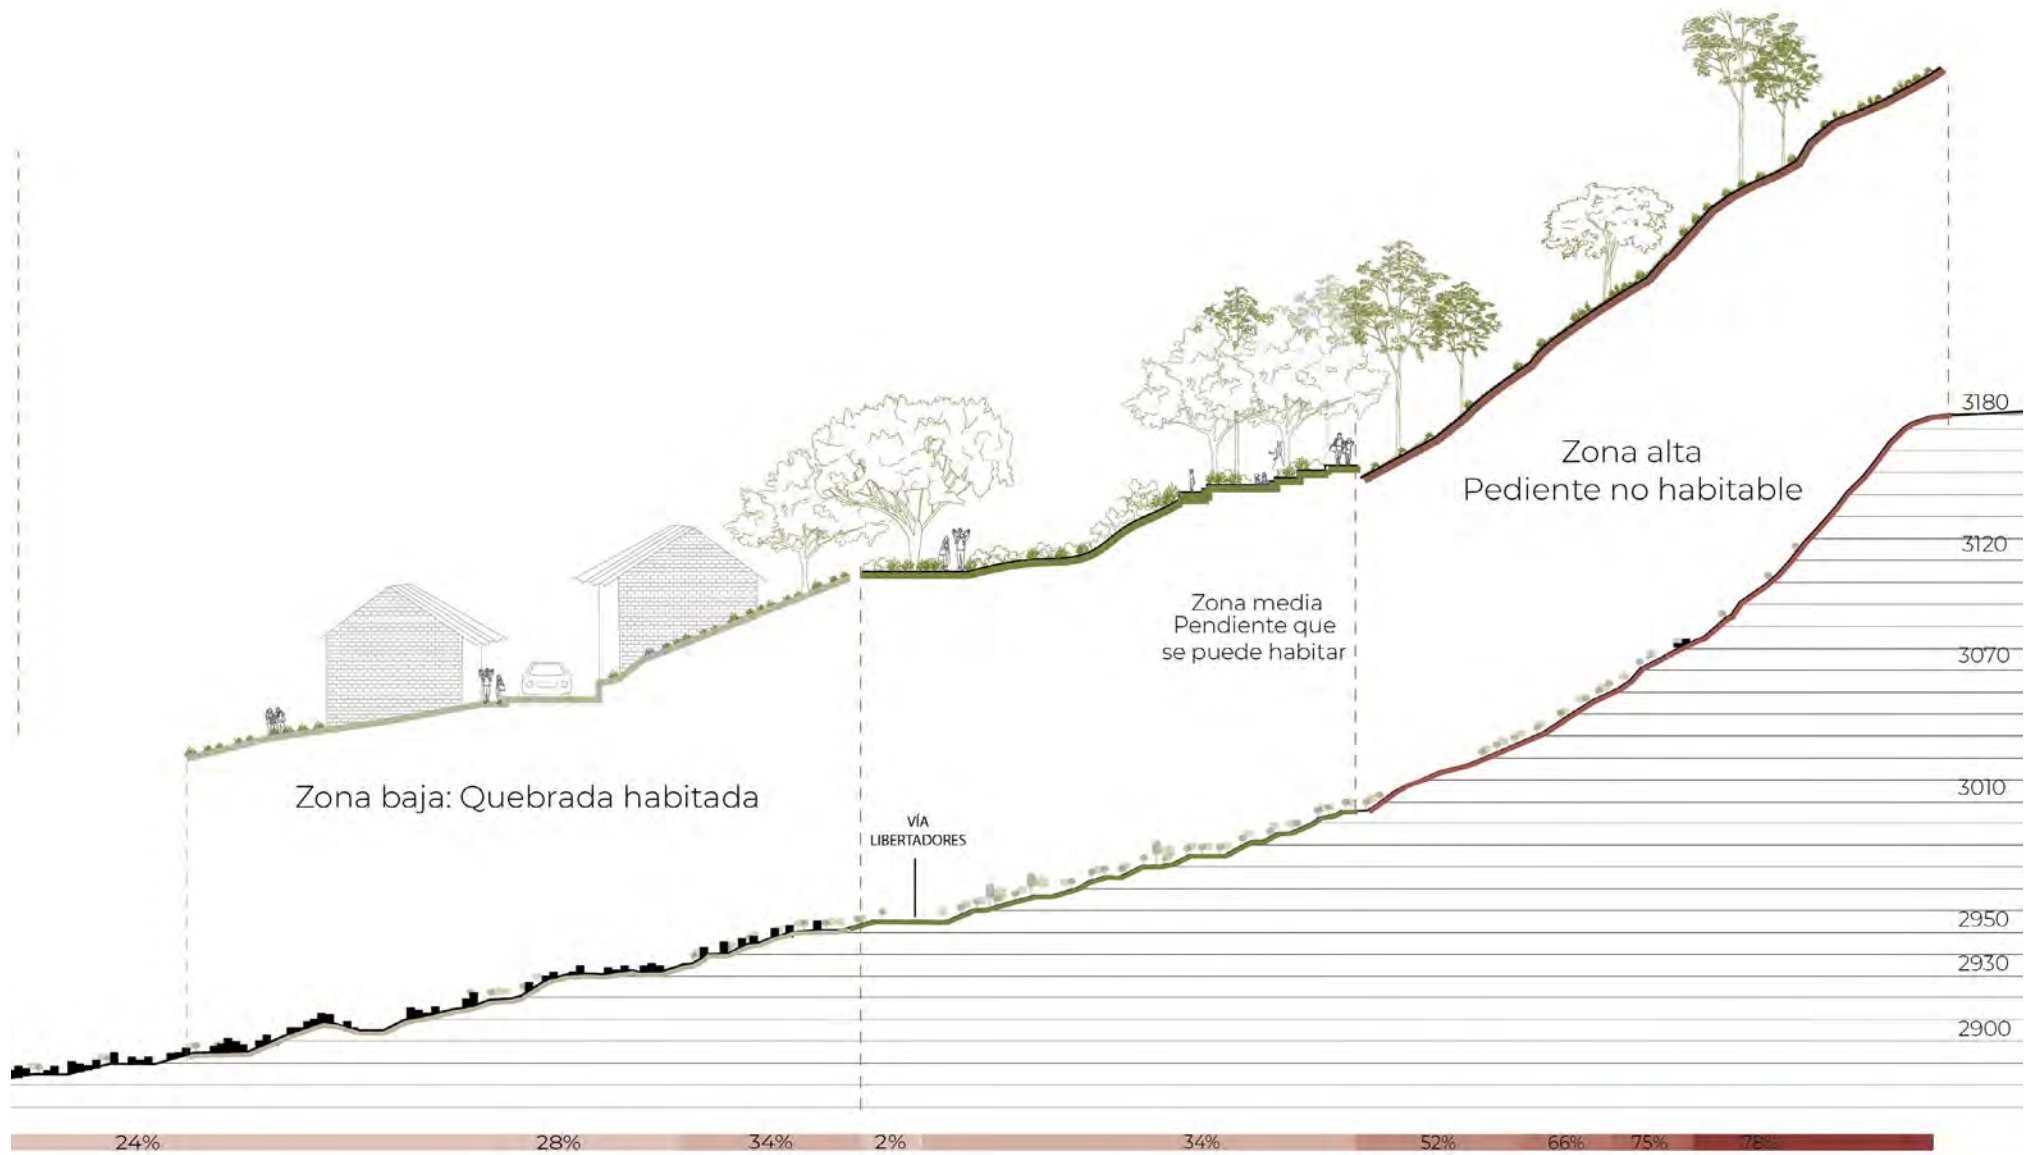 3180
Zona alta
Pediente no habitable
3120
Zona media
Pendiente que
se puede habitar
3070
Zona baja: Quebrada habitada
3010
VÍA
LIBERTADORES
2950
2930
2900
24% 28% 34% 2% 34% 52% 66% 75% 78%